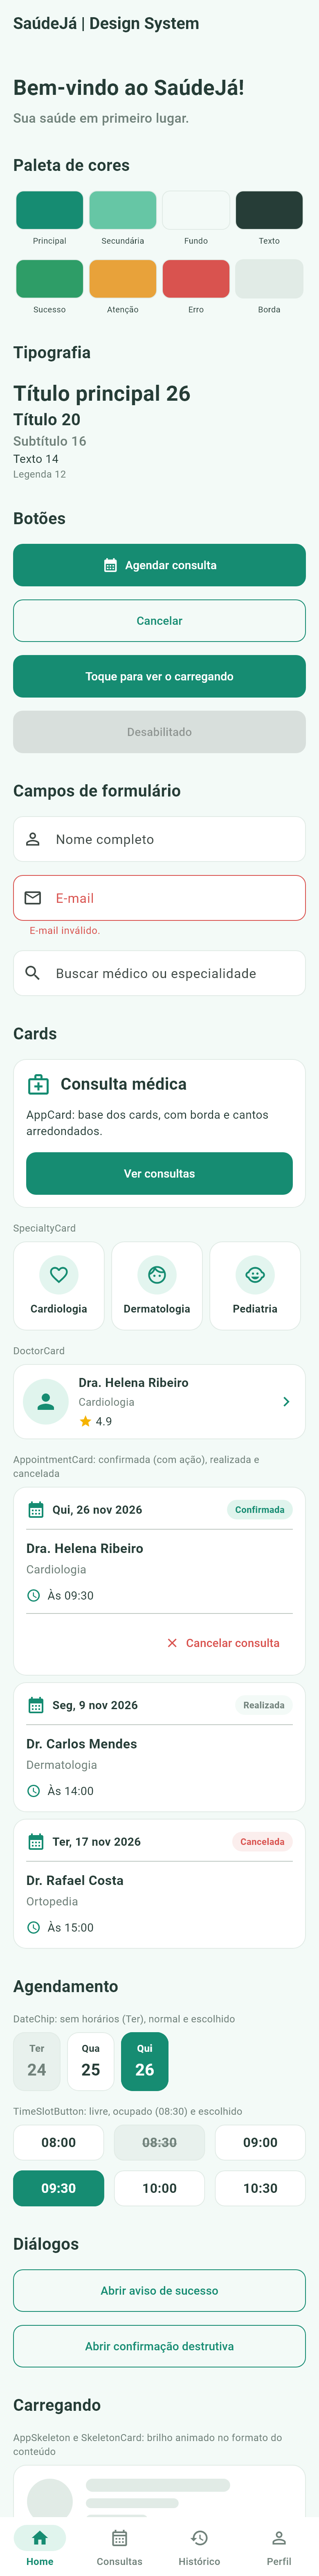 SaúdeJá | Design System
Bem-vindo ao SaúdeJá!
Sua saúde em primeiro lugar.
Paleta de cores
Principal
Secundária
Fundo
Texto
Sucesso
Atenção
Erro
Borda
Tipografia
Título principal 26
Título 20
Subtítulo 16
Texto 14
Legenda 12
Botões
Agendar consulta
Cancelar
Toque para ver o carregando
Desabilitado
Campos de formulário
Nome completo
E-mail
E-mail inválido.
Buscar médico ou especialidade
Cards
Consulta médica
AppCard: base dos cards, com borda e cantos
arredondados.
Ver consultas
SpecialtyCard
Cardiologia
Dermatologia
Pediatria
DoctorCard
Dra. Helena Ribeiro
Cardiologia
4.9
AppointmentCard: confirmada (com ação), realizada e
cancelada
Qui, 26 nov 2026
Confirmada
Dra. Helena Ribeiro
Cardiologia
Às 09:30
Cancelar consulta
Seg, 9 nov 2026
Realizada
Dr. Carlos Mendes
Dermatologia
Às 14:00
Ter, 17 nov 2026
Cancelada
Dr. Rafael Costa
Ortopedia
Às 15:00
Agendamento
DateChip: sem horários (Ter), normal e escolhido
Ter
24
Qua
25
Qui
26
TimeSlotButton: livre, ocupado (08:30) e escolhido
08:00
08:30
09:00
09:30
10:00
10:30
Diálogos
Abrir aviso de sucesso
Abrir confirmação destrutiva
Carregando
AppSkeleton e SkeletonCard: brilho animado no formato do
conteúdo
Home
Consultas
Histórico
Perfil